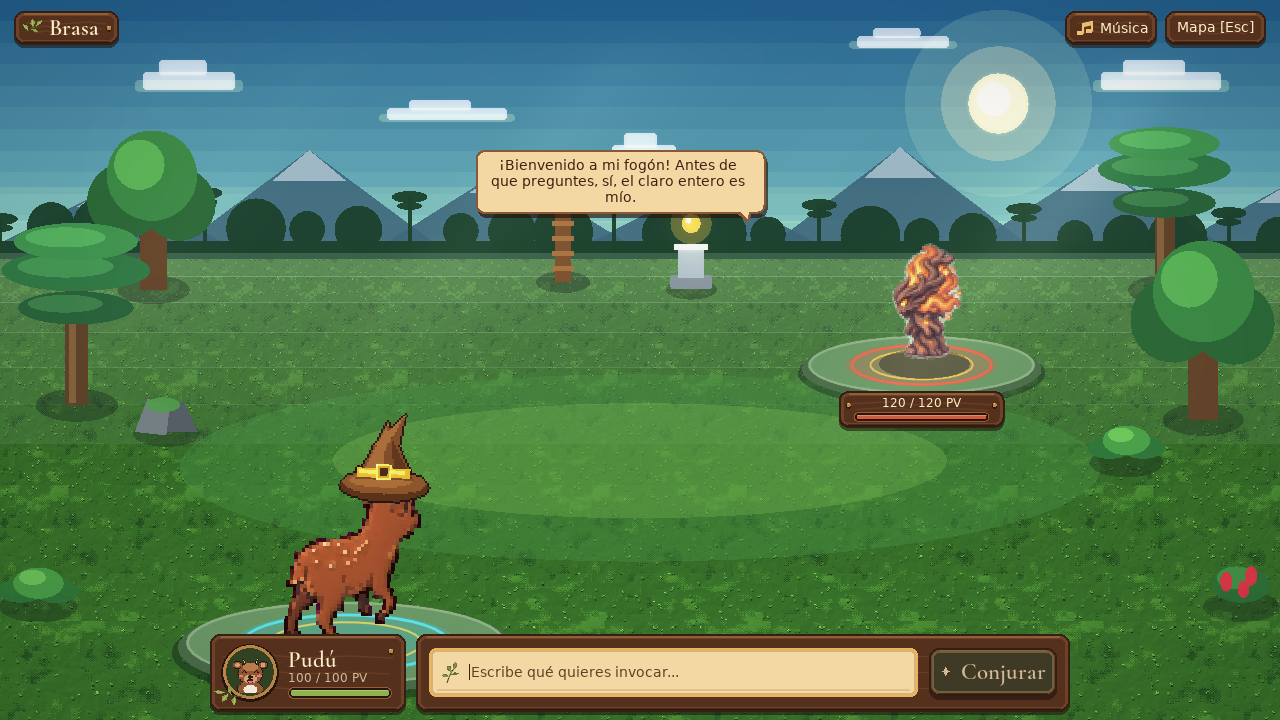 Brasa
Música
Mapa [Esc]
¡Bienvenido a mi fogón! Antes de
que preguntes, sí, el claro entero es
mío.
120 / 120 PV
Pudú
100 / 100 PV
Escribe qué quieres invocar...
Conjurar